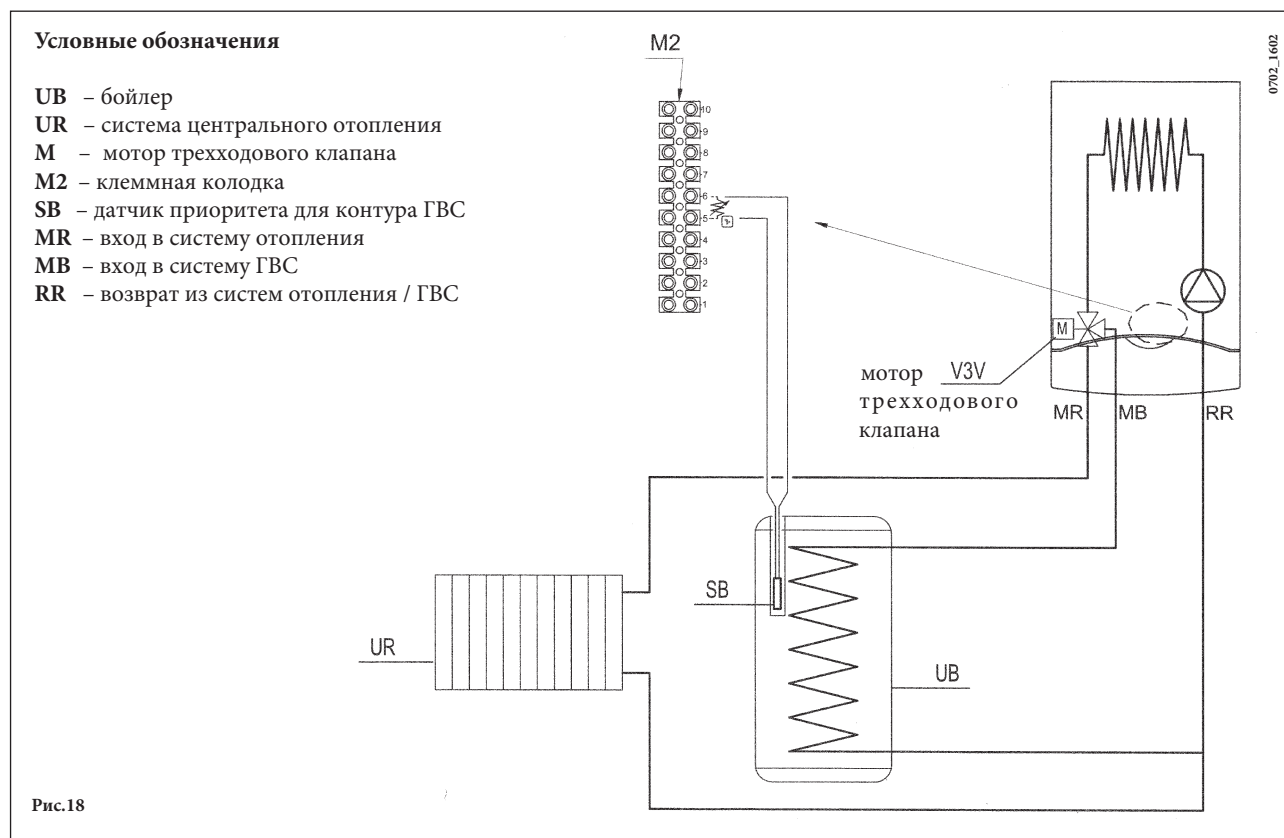 Условные обозначения
UB – бойлер
UR – система центрального отопления
M – мотор трехходового клапана
M2 – клеммная колодка
SB – датчик приоритета для контура ГВС
MR – вход в систему отопления
MB – вход в систему ГВС
RR – возврат из систем отопления / ГВС
M2
10
9
8
7
6
5
4
3
2
1
0702_1602
M
мотор V3V
трехходового
клапана
MR MB RR
SB
UR
UB
Рис.18